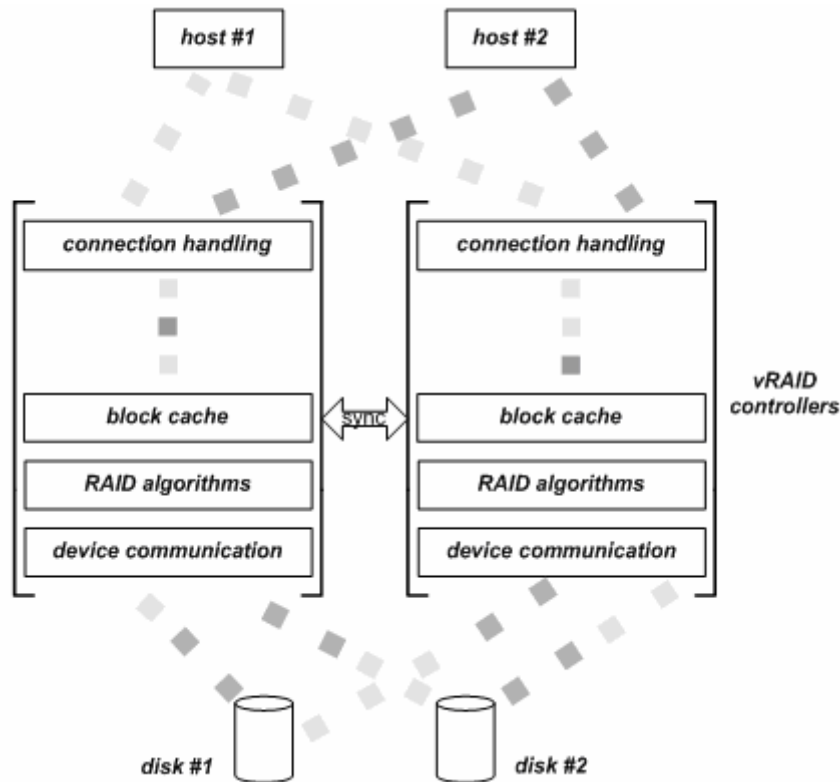 host #1
host #2
connection handling
connection handling
vRAID
controllers
block cache
sync
block cache
RAID algorithms
RAID algorithms
device communication
device communication
disk #1
disk #2